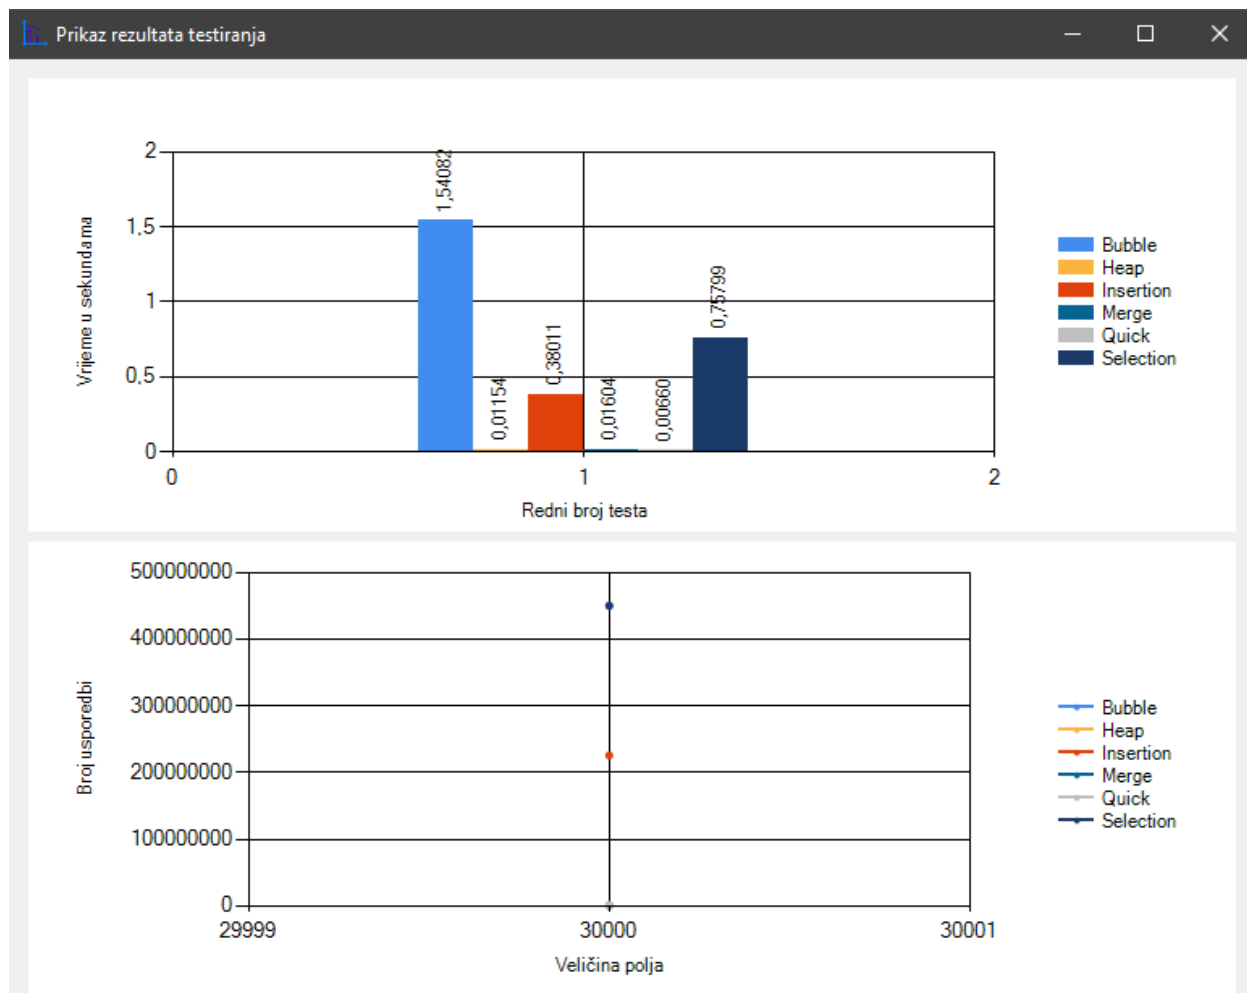 Prikaz rezultata testiranja
2
1,5
1
0,5
0
Vrijeme u sekundama
1,54082
0,01154
0,38011
0,01604
0,00660
0,75799
0
1
2
Redni broj testa
Bubble
Heap
Insertion
Merge
Quick
Selection
500000000
400000000
300000000
200000000
100000000
0
Broj usporedbi
29999
30000
30001
Veličina polja
Bubble
Heap
Insertion
Merge
Quick
Selection